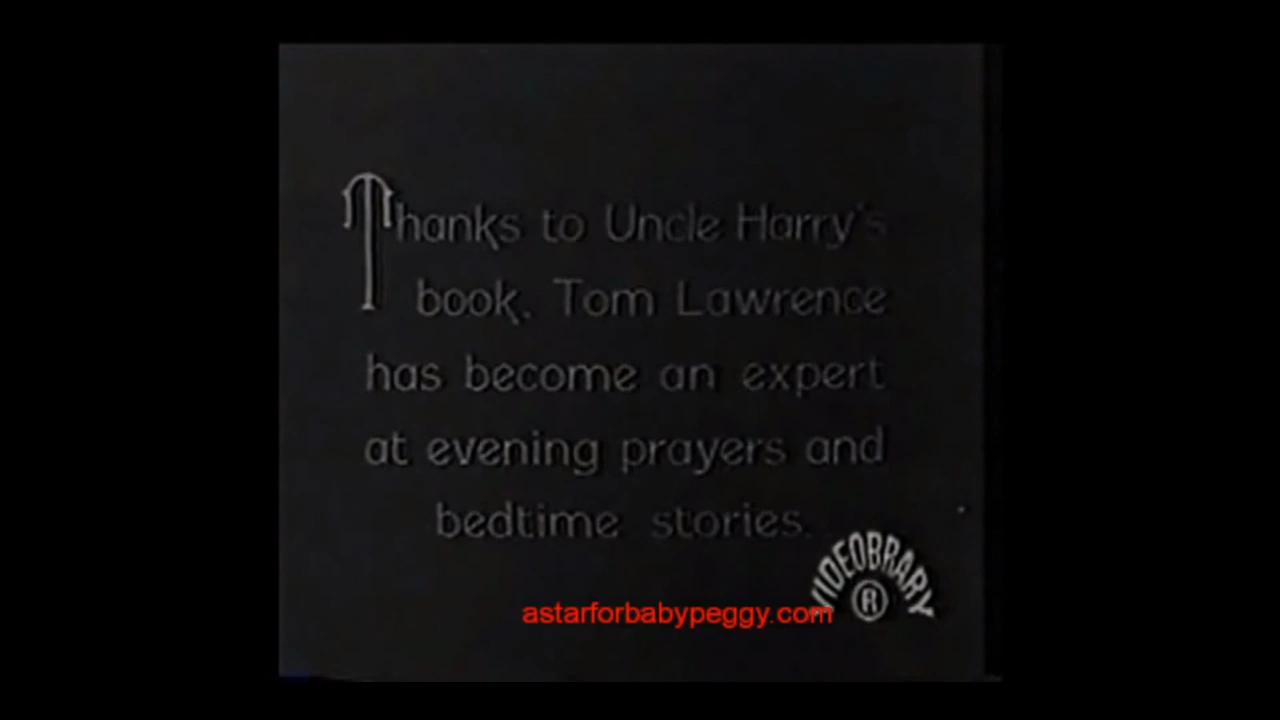 Thanks to Uncle Harry's
book, Tom Lawrence
has become an expert
at evening prayers and
bedtime stories.
VIDEOBRARY
®
astarforbabypeggy.com